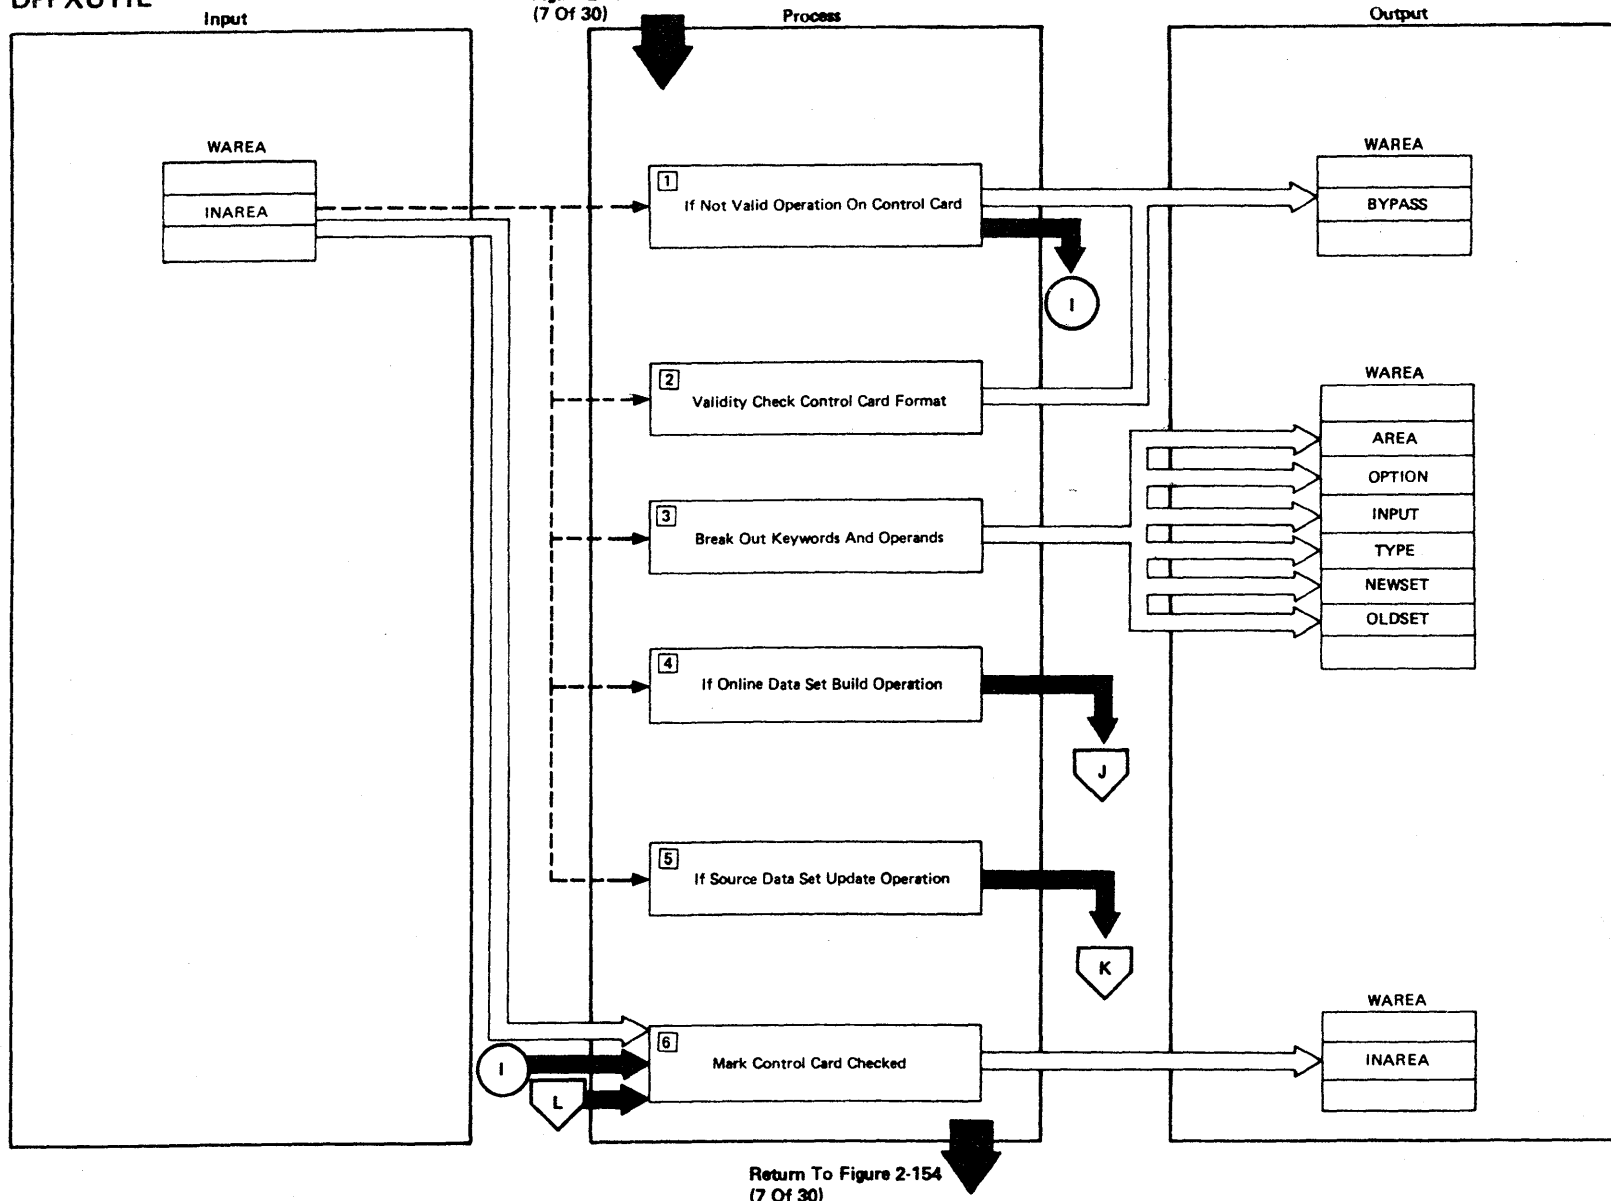 Input
(7 Of 30)
Process
Output
WAREA
INAREA
1
If Not Valid Operation On Control Card
I
WAREA
BYPASS
2
Validity Check Control Card Format
3
Break Out Keywords And Operands
WAREA
AREA
OPTION
INPUT
TYPE
NEWSET
OLDSET
4
If Online Data Set Build Operation
J
5
If Source Data Set Update Operation
K
I
L
6
Mark Control Card Checked
WAREA
INAREA
Return To Figure 2-154
(7 Of 30)